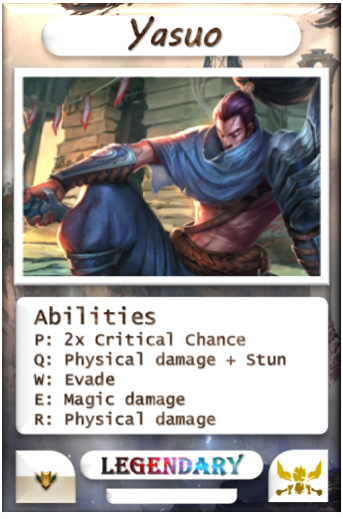 Yasuo
Abilities
P: 2x Critical Chance
Q: Physical damage + Stun
W: Evade
E: Magic damage
R: Physical damage
LEGENDARY